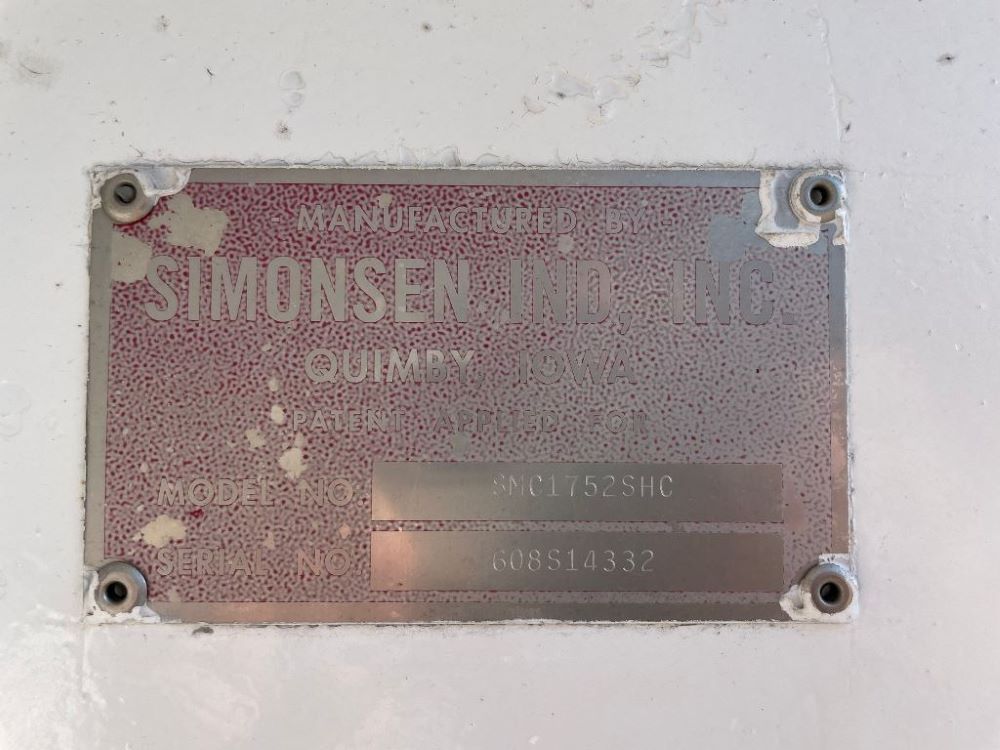 MANUFACTURED BY
SIMONSEN IND, INC.
QUIMBY, IOWA
PATENT APPLIED FOR
MODEL NO. SMC1752SHC
SERIAL NO. 608S14332